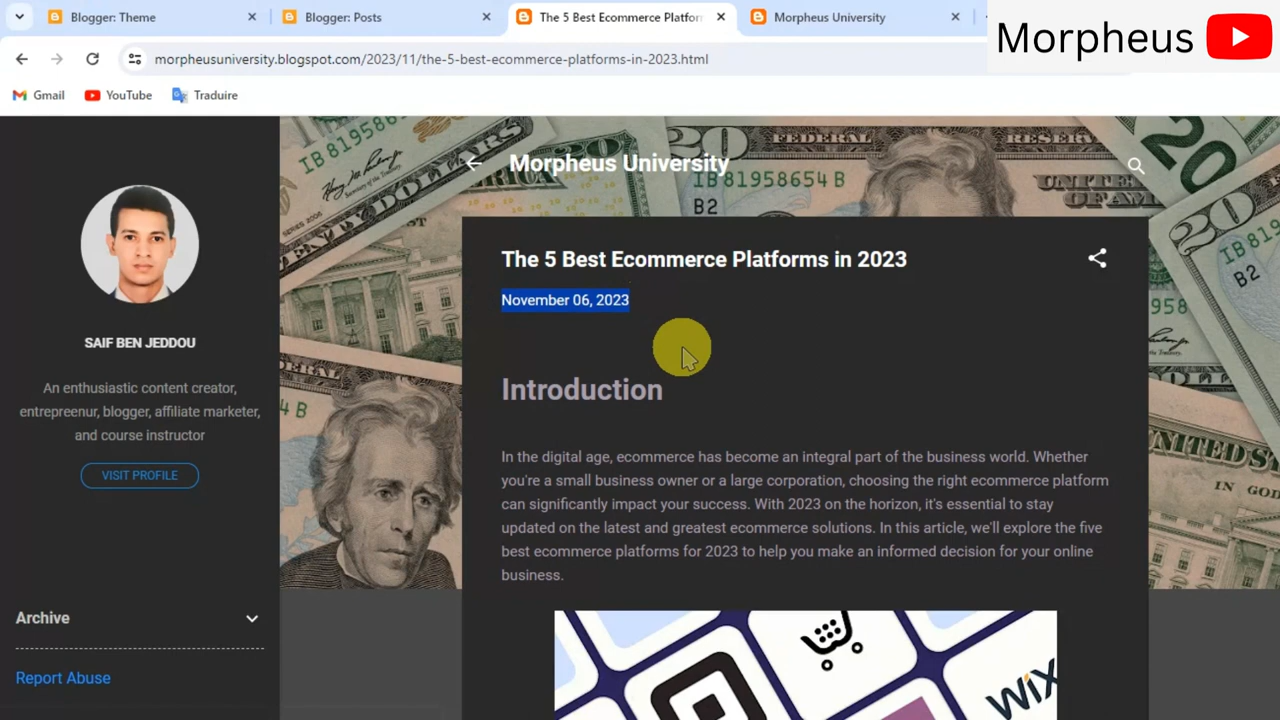 Blogger: Theme
Blogger: Posts
The 5 Best Ecommerce Platfor
Morpheus University
Morpheus
morpheusuniversity.blogspot.com/2023/11/the-5-best-ecommerce-platforms-in-2023.html
Gmail
YouTube
Traduire
Morpheus University
IB 81958654 B
B2
SAIF BEN JEDDOU
An enthusiastic content creator,
entrepreenur, blogger, affiliate marketer,
and course instructor
VISIT PROFILE
Archive
Report Abuse
The 5 Best Ecommerce Platforms in 2023
November 06, 2023
Introduction
In the digital age, ecommerce has become an integral part of the business world. Whether
you're a small business owner or a large corporation, choosing the right ecommerce platform
can significantly impact your success. With 2023 on the horizon, it's essential to stay
updated on the latest and greatest ecommerce solutions. In this article, we'll explore the five
best ecommerce platforms for 2023 to help you make an informed decision for your online
business.
WIX